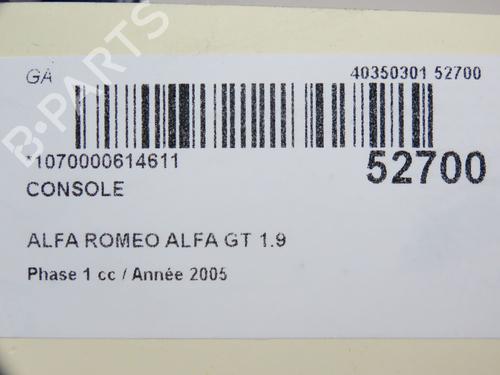 GA
40350301 52700
*1070000614611
52700
CONSOLE
ALFA ROMEO ALFA GT 1.9
Phase 1 cc / Année 2005
B-PARTS